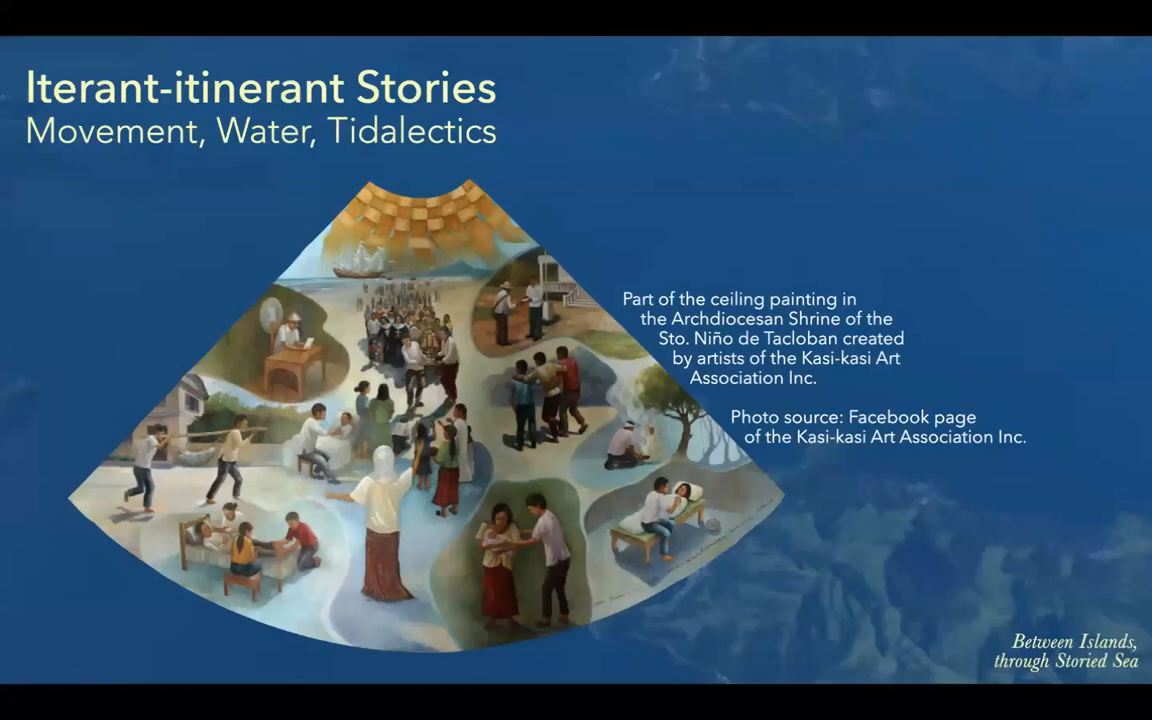 Iterant-itinerant Stories
Movement, Water, Tidalectics
Part of the ceiling painting in
the Archdiocesan Shrine of the
Sto. Niño de Tacloban created
by artists of the Kasi-kasi Art
Association Inc.
Photo source: Facebook page
of the Kasi-kasi Art Association Inc.
Between Islands,
through Storied Sea